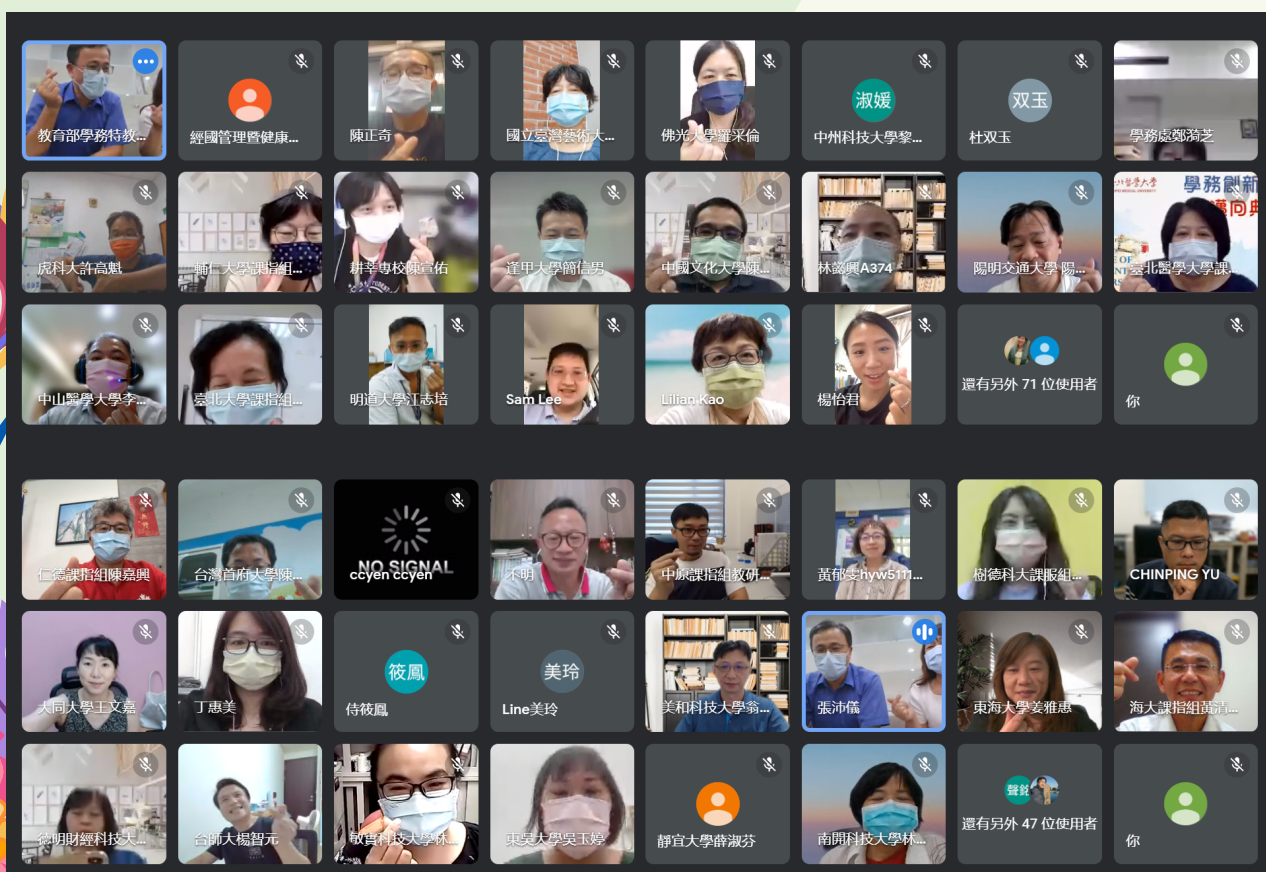 教育部學務特教...
經國管理暨健康...
陳正奇
國立臺灣藝術大...
佛光大學羅采倫
淑媛
中州科技大學黎...
双玉
杜双玉
學務處鄭漪芝
虎科大許高魁
輔仁大學課指組...
耕莘專校陳宣佑
逢甲大學簡信男
中國文化大學陳...
林懿興A374
陽明交通大學 陽...
學務創新
邁向
臺北醫學大學課...
中山醫學大學李...
臺北大學課指組...
明道大學江志培
Sam Lee
Lilian Kao
楊怡君
還有另外 71 位使用者
你
仁德課指組陳嘉興
台灣首府大學陳...
NO SIGNAL
ccyen ccyen
不明
中原課指組教研...
黃郁雯hyw5111...
樹德科大課服組...
CHINPING YU
大同大學王文嘉
丁惠美
筱鳳
侍筱鳳
美玲
Line美玲
美和科技大學翁...
張沛儀
東海大學姜雅惠
海大課指組黃清...
德明財經科技大...
台師大楊智元
敏實科技大學林...
東吳大學吳玉婷
靜宜大學薛淑芬
南開科技大學林...
聲銘
還有另外 47 位使用者
你